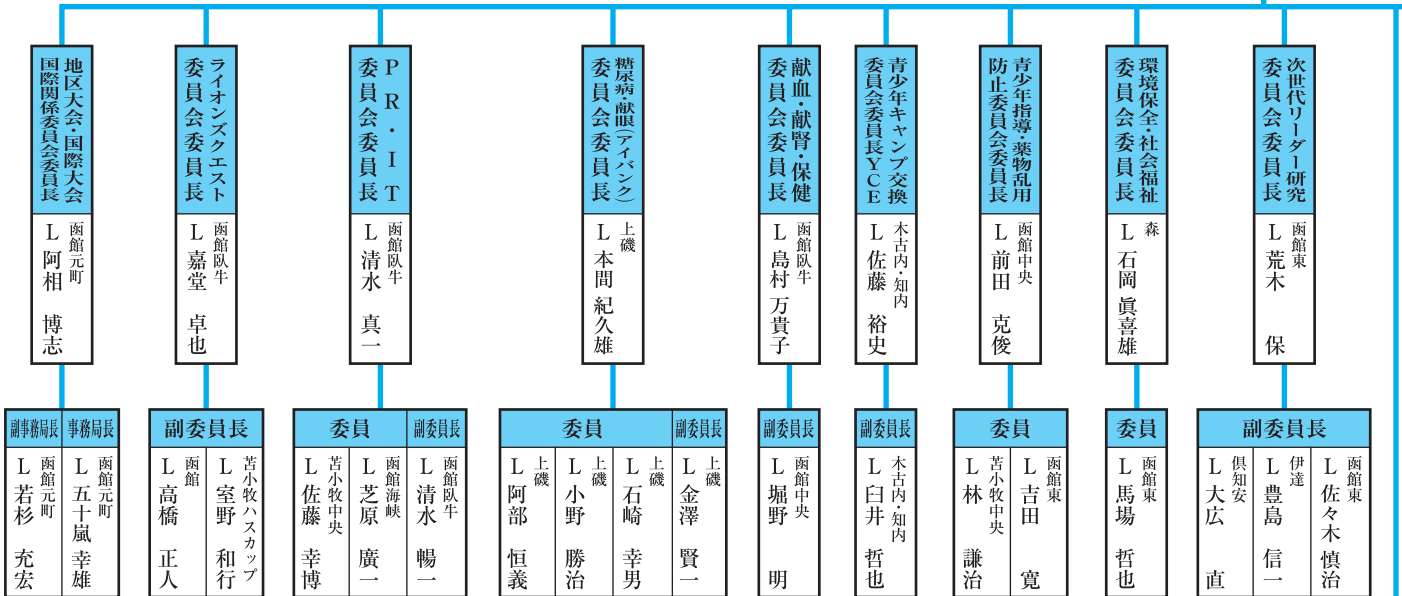 次世代リーダー研究
委員会委員長
函館東
L 荒木 保
環境保全・社会福祉
委員会委員長
森
L 石岡 眞喜雄
青少年指導・薬物乱用
防止委員会委員長
函館中央
L 前田 克俊
青少年キャンプ交換
委員会委員長YCE
木古内・知内
L 佐藤 裕史
献血・献腎・保健
委員会委員長
函館臥牛
L 島村 万貴子
糖尿病・献眼(アイバンク)
委員会委員長
上磯
L 本間 紀久雄
PR・IT
委員会委員長
函館臥牛
L 清水 真一
ライオンズクエスト
委員会委員長
函館臥牛
L 嘉堂 卓也
地区大会・国際大会
国際関係委員会委員長
函館元町
L 阿相 博志
副委員長
函館東
L 佐々木 慎治
伊達
L 豊島 信一
倶知安
L 大広 直
委員
函館東
L 馬場 哲也
委員
函館東
L 吉田 寛
苫小牧中央
L 林 謙治
副委員長
木古内・知内
L 臼井 哲也
副委員長
函館中央
L 堀野 明
副委員長
上磯
L 金澤 賢一
委員
上磯
L 石崎 幸男
上磯
L 小野 勝治
上磯
L 阿部 恒義
副委員長
函館臥牛
L 清水 暢一
委員
函館海峡
L 芝原 廣一
苫小牧中央
L 佐藤 幸博
副委員長
苫小牧ハスカップ
L 室野 和行
函館
L 高橋 正人
事務局長
函館元町
L 五十嵐 幸雄
副事務局長
函館元町
L 若杉 充宏